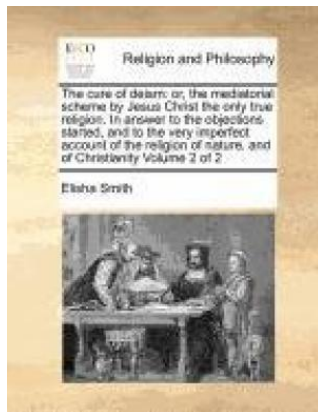 ECCO
Religion and Philosophy
The cure of deism: or, the mediatorial
scheme by Jesus Christ the only true
religion. In answer to the objections
started, and to the very imperfect
account of the religion of nature, and
of Christianity Volume 2 of 2
Elisha Smith